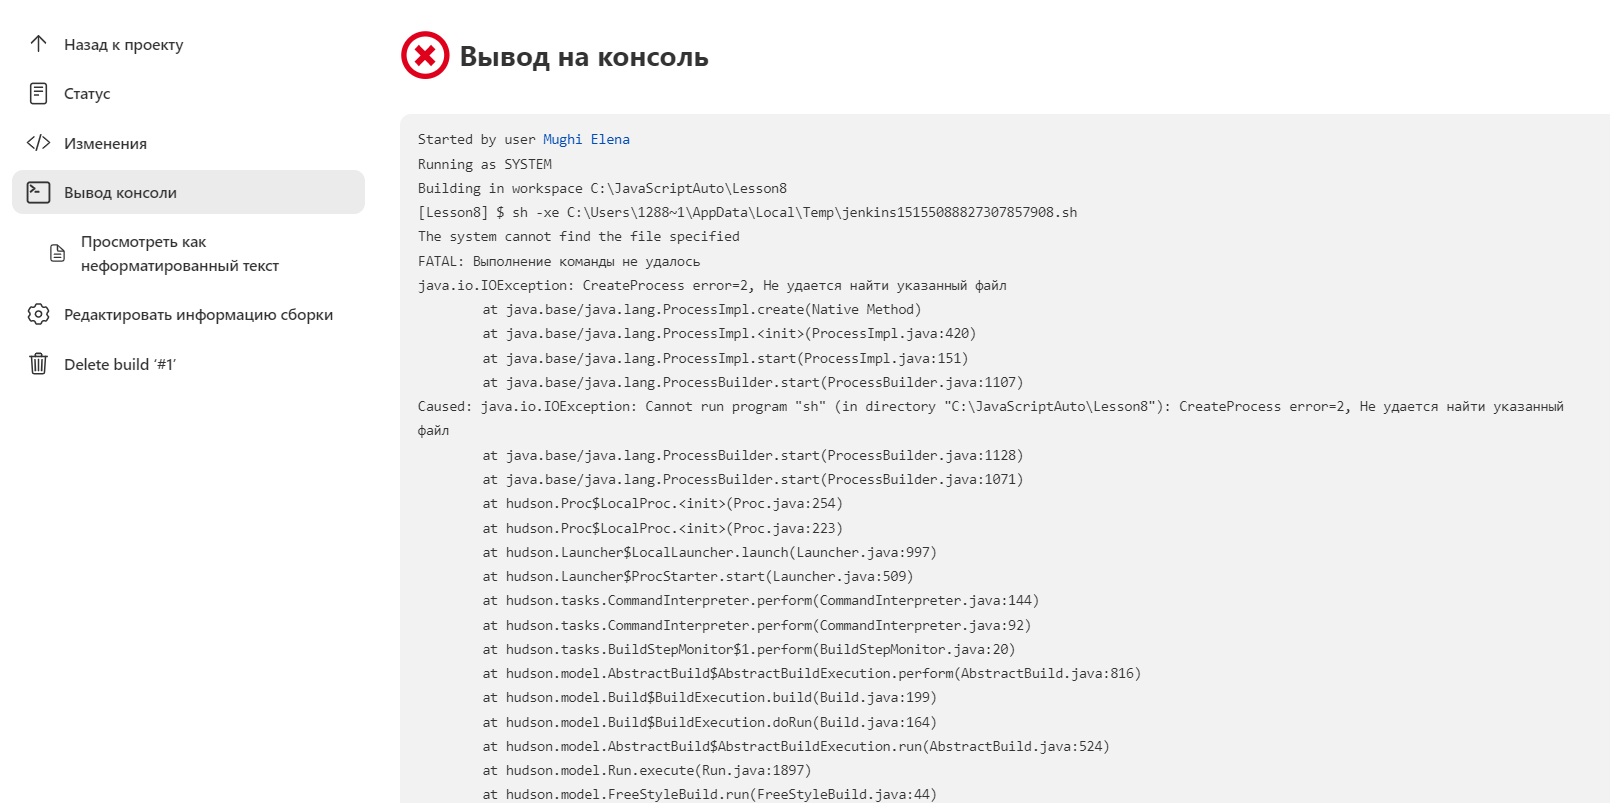 Назад к проекту
Статус
Изменения
Вывод консоли
Просмотреть как
неформатированный текст
Редактировать информацию сборки
Delete build ‘#1’
Вывод на консоль
Started by user Mughi Elena
Running as SYSTEM
Building in workspace C:\JavaScriptAuto\Lesson8
[Lesson8] $ sh -xe C:\Users\1288~1\AppData\Local\Temp\jenkins15155088827307857908.sh
The system cannot find the file specified
FATAL: Выполнение команды не удалось
java.io.IOException: CreateProcess error=2, Не удается найти указанный файл
at java.base/java.lang.ProcessImpl.create(Native Method)
at java.base/java.lang.ProcessImpl.<init>(ProcessImpl.java:420)
at java.base/java.lang.ProcessImpl.start(ProcessImpl.java:151)
at java.base/java.lang.ProcessBuilder.start(ProcessBuilder.java:1107)
Caused: java.io.IOException: Cannot run program "sh" (in directory "C:\JavaScriptAuto\Lesson8"): CreateProcess error=2, Не удается найти указанный
файл
at java.base/java.lang.ProcessBuilder.start(ProcessBuilder.java:1128)
at java.base/java.lang.ProcessBuilder.start(ProcessBuilder.java:1071)
at hudson.Proc$LocalProc.<init>(Proc.java:254)
at hudson.Proc$LocalProc.<init>(Proc.java:223)
at hudson.Launcher$LocalLauncher.launch(Launcher.java:997)
at hudson.Launcher$ProcStarter.start(Launcher.java:509)
at hudson.tasks.CommandInterpreter.perform(CommandInterpreter.java:144)
at hudson.tasks.CommandInterpreter.perform(CommandInterpreter.java:92)
at hudson.tasks.BuildStepMonitor$1.perform(BuildStepMonitor.java:20)
at hudson.model.AbstractBuild$AbstractBuildExecution.perform(AbstractBuild.java:816)
at hudson.model.Build$BuildExecution.build(Build.java:199)
at hudson.model.Build$BuildExecution.doRun(Build.java:164)
at hudson.model.AbstractBuild$AbstractBuildExecution.run(AbstractBuild.java:524)
at hudson.model.Run.execute(Run.java:1897)
at hudson.model.FreeStyleBuild.run(FreeStyleBuild.java:44)